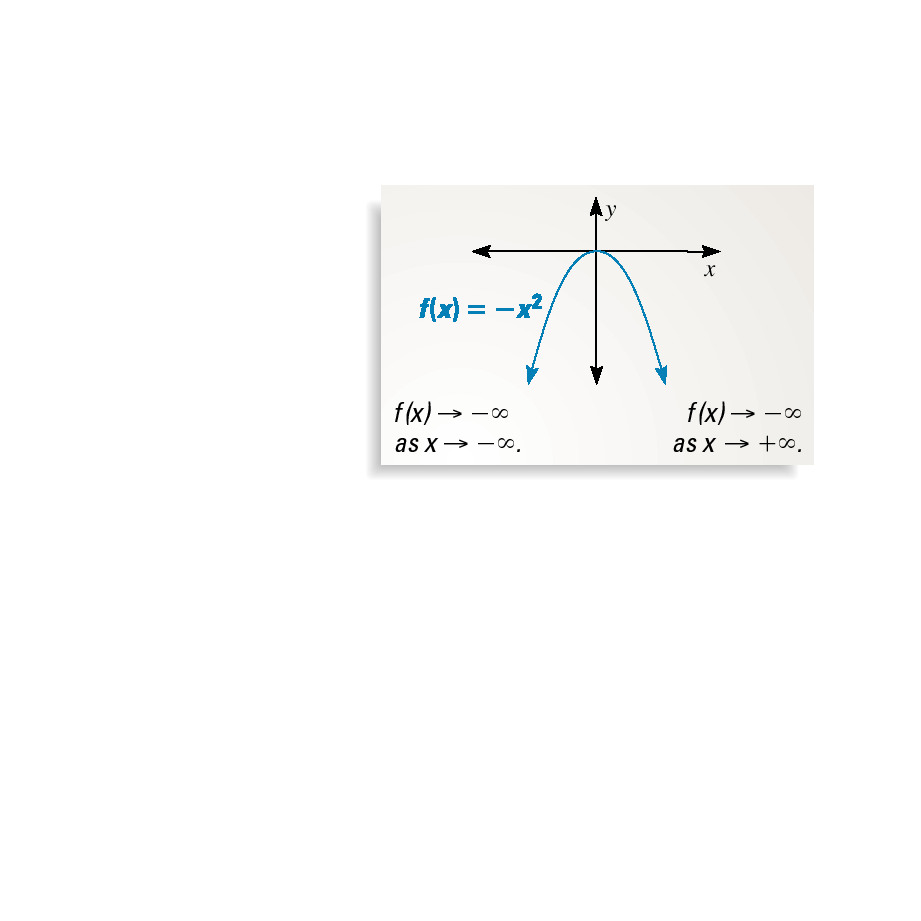 y
x
f(x) = −x²
f(x) → −∞
as x → −∞.
f(x) → −∞
as x → +∞.